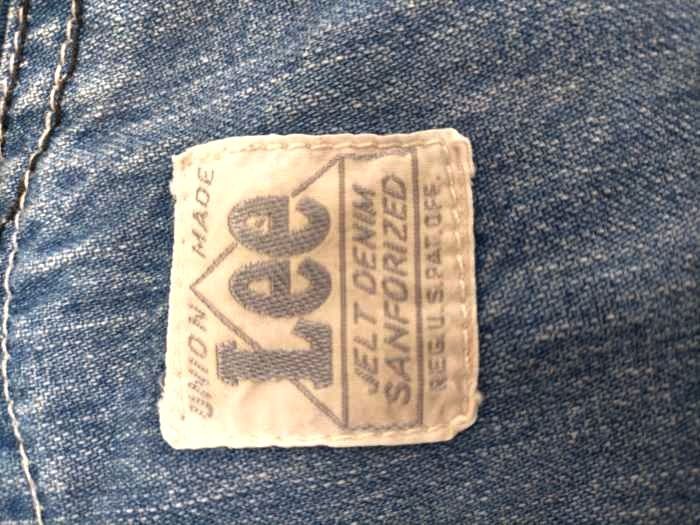 UNION MADE
Lee
JELT DENIM
SANFORIZED
REG. U.S. PAT. OFF.